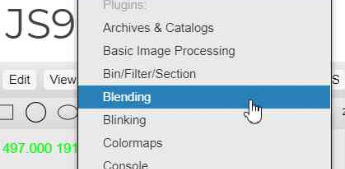 Plugins:
JS9
Archives & Catalogs
Basic Image Processing
Bin/Filter/Section
Edit View
Blending
S
Blinking
Colormaps
497.000 191
Console